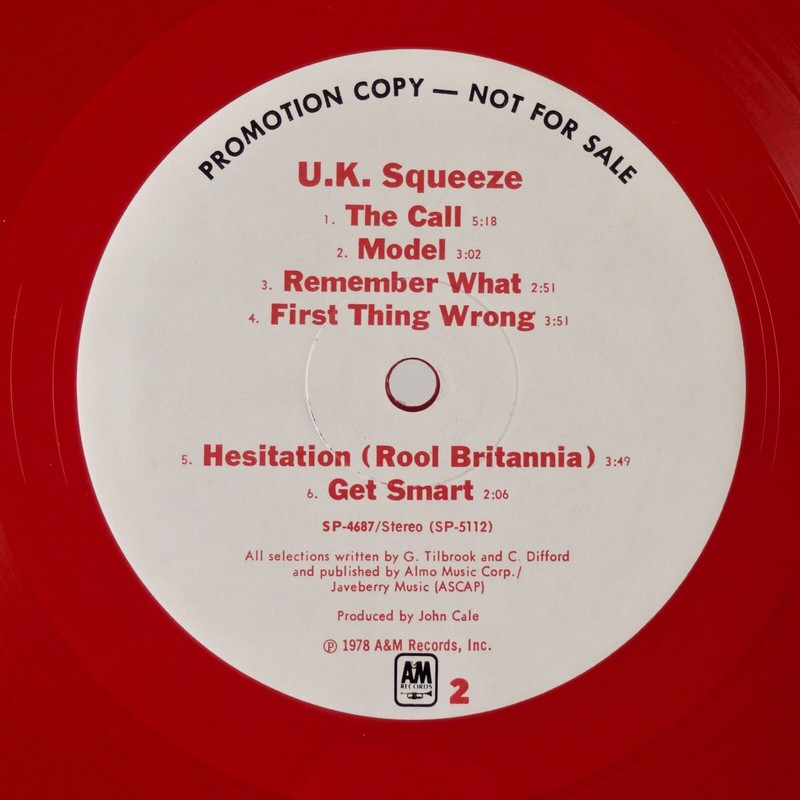 PROMOTION COPY — NOT FOR SALE
U.K. Squeeze
1. The Call 5:18
2. Model 3:02
3. Remember What 2:51
4. First Thing Wrong 3:51
5. Hesitation (Rool Britannia) 3:49
6. Get Smart 2:06
SP-4687/Stereo (SP-5112)
All selections written by G. Tilbrook and C. Difford
and published by Almo Music Corp./
Javeberry Music (ASCAP)
Produced by John Cale
℗ 1978 A&M Records, Inc.
A&M
RECORDS
2